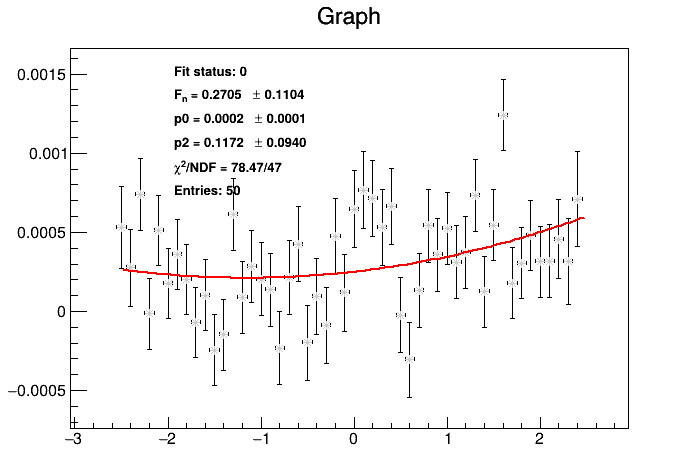 Graph
Fit status: 0
Fn = 0.2705 ± 0.1104
p0 = 0.0002 ± 0.0001
p2 = 0.1172 ± 0.0940
χ²/NDF = 78.47/47
Entries: 50
0.0015
0.001
0.0005
0
−0.0005
−3 −2 −1 0 1 2